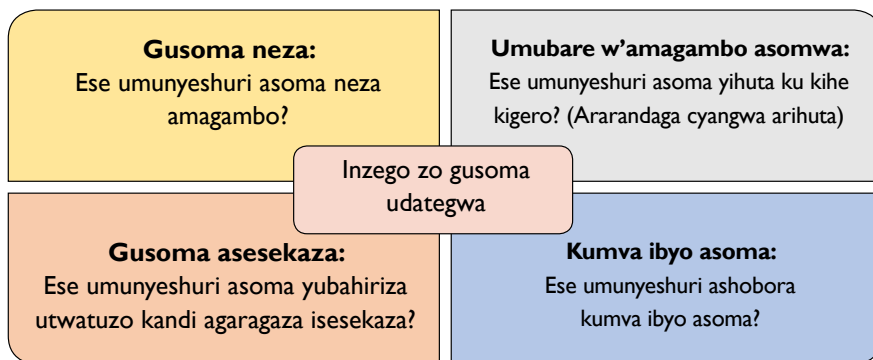 Gusoma neza:
Ese umunyeshuri asoma neza
amagambo?
Umubare w'amagambo asomwa:
Ese umunyeshuri asoma yihuta ku kihe
kigero? (Ararandaga cyangwa arihuta)
Inzego zo gusoma
udategwa
Gusoma asesekaza:
Ese umunyeshuri asoma yubahiriza
utwatuzo kandi agaragaza isesekaza?
Kumva ibyo asoma:
Ese umunyeshuri ashobora
kumva ibyo asoma?